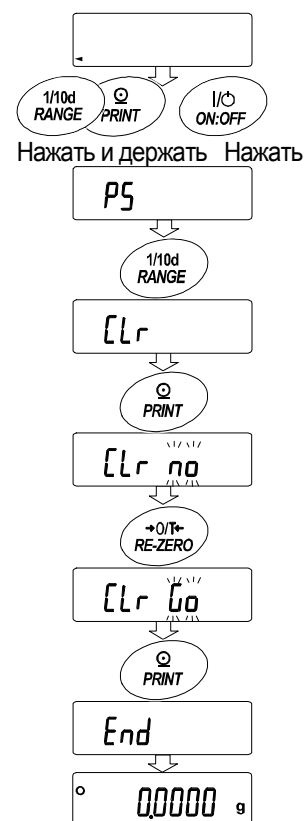 1/10d RANGE PRINT I/⏻ ON:OFF
Нажать и держать Нажать
PS
1/10d
RANGE
CLr
PRINT
CLr no
→0/T←
RE-ZERO
CLr Go
PRINT
End
0.0000 g